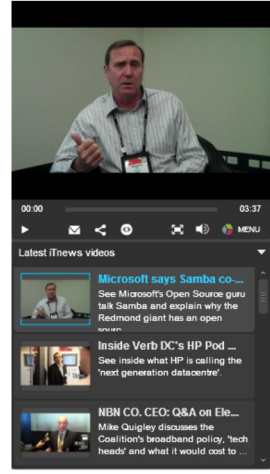 00:00
03:37
MENU
Latest iTnews videos
Microsoft says Samba co-...
See Microsoft's Open Source guru
talk Samba and explain why the
Redmond giant has an open
sourc
Inside Verb DC's HP Pod ...
See inside what HP is calling the
'next generation datacentre'.
NBN CO. CEO: Q&A on Ele...
Mike Quigley discusses the
Coalition's broadband policy, 'tech
heads' and what it would cost to ...